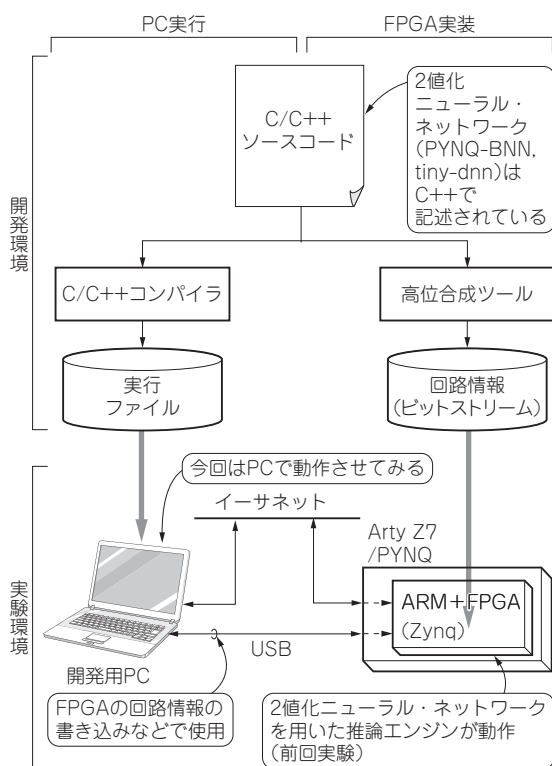 PC実行
FPGA実装
C/C++
ソースコード
2値化
ニューラル・
ネットワーク
(PYNQ-BNN,
tiny-dnn)は
C++で
記述されている
開発環境
C/C++コンパイラ
高位合成ツール
実行
ファイル
回路情報
(ビットストリーム)
今回はPCで動作させてみる
イーサネット
Arty Z7
/PYNQ
実験環境
ARM+FPGA
(Zynq)
USB
開発用PC
FPGAの回路情報の
書き込みなどで使用
2値化ニューラル・ネットワーク
を用いた推論エンジンが動作
(前回実験)